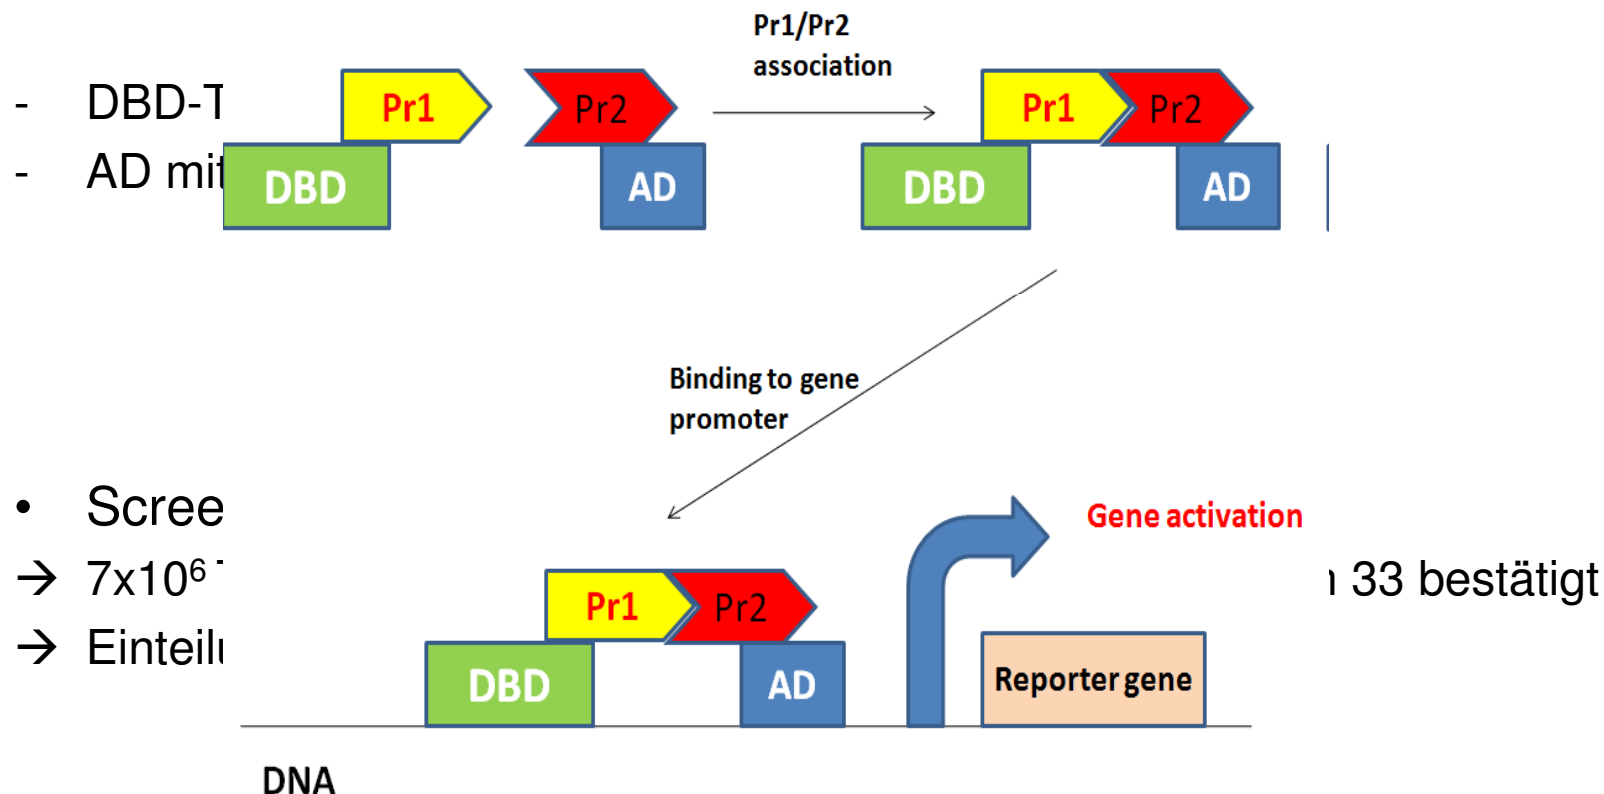 Pr1/Pr2
association
- DBD-T
Pr1 Pr2 Pr1 Pr2
- AD mit
DBD AD DBD AD
Binding to gene
promoter
• Scree
Gene activation
→ 7x10⁶ 33 bestätigt
Pr1 Pr2
→ Einteil
DBD AD Reporter gene
DNA